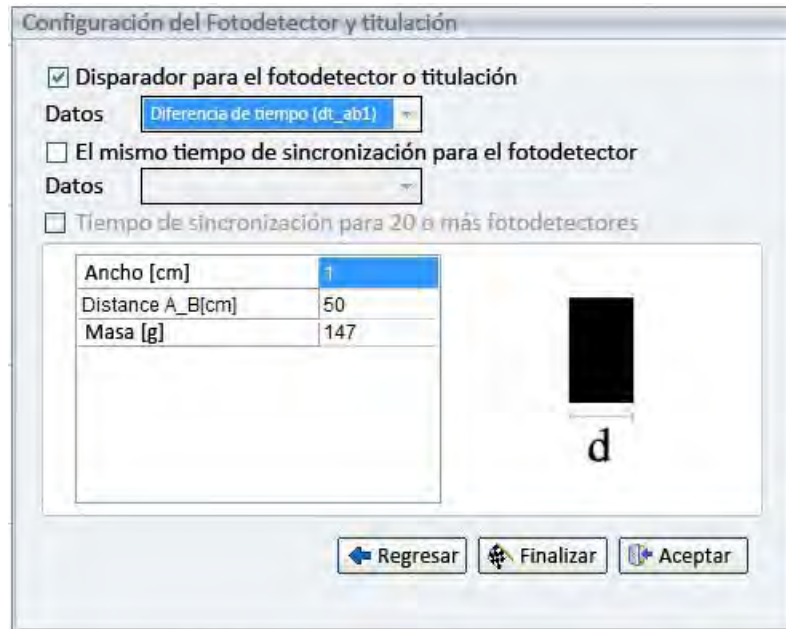 Configuración del Fotodetector y titulación
Disparador para el fotodetector o titulación
Datos Diferencia de tiempo (dt_ab1)
El mismo tiempo de sincronización para el fotodetector
Datos
Tiempo de sincronización para 20 o más fotodetectores
Ancho [cm] 1
Distance A_B[cm] 50
Masa [g] 147
d
Regresar Finalizar Aceptar